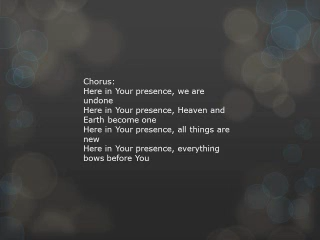 Chorus:
Here in Your presence, we are
undone
Here in Your presence, Heaven and
Earth become one
Here in Your presence, all things are
new
Here in Your presence, everything
bows before You